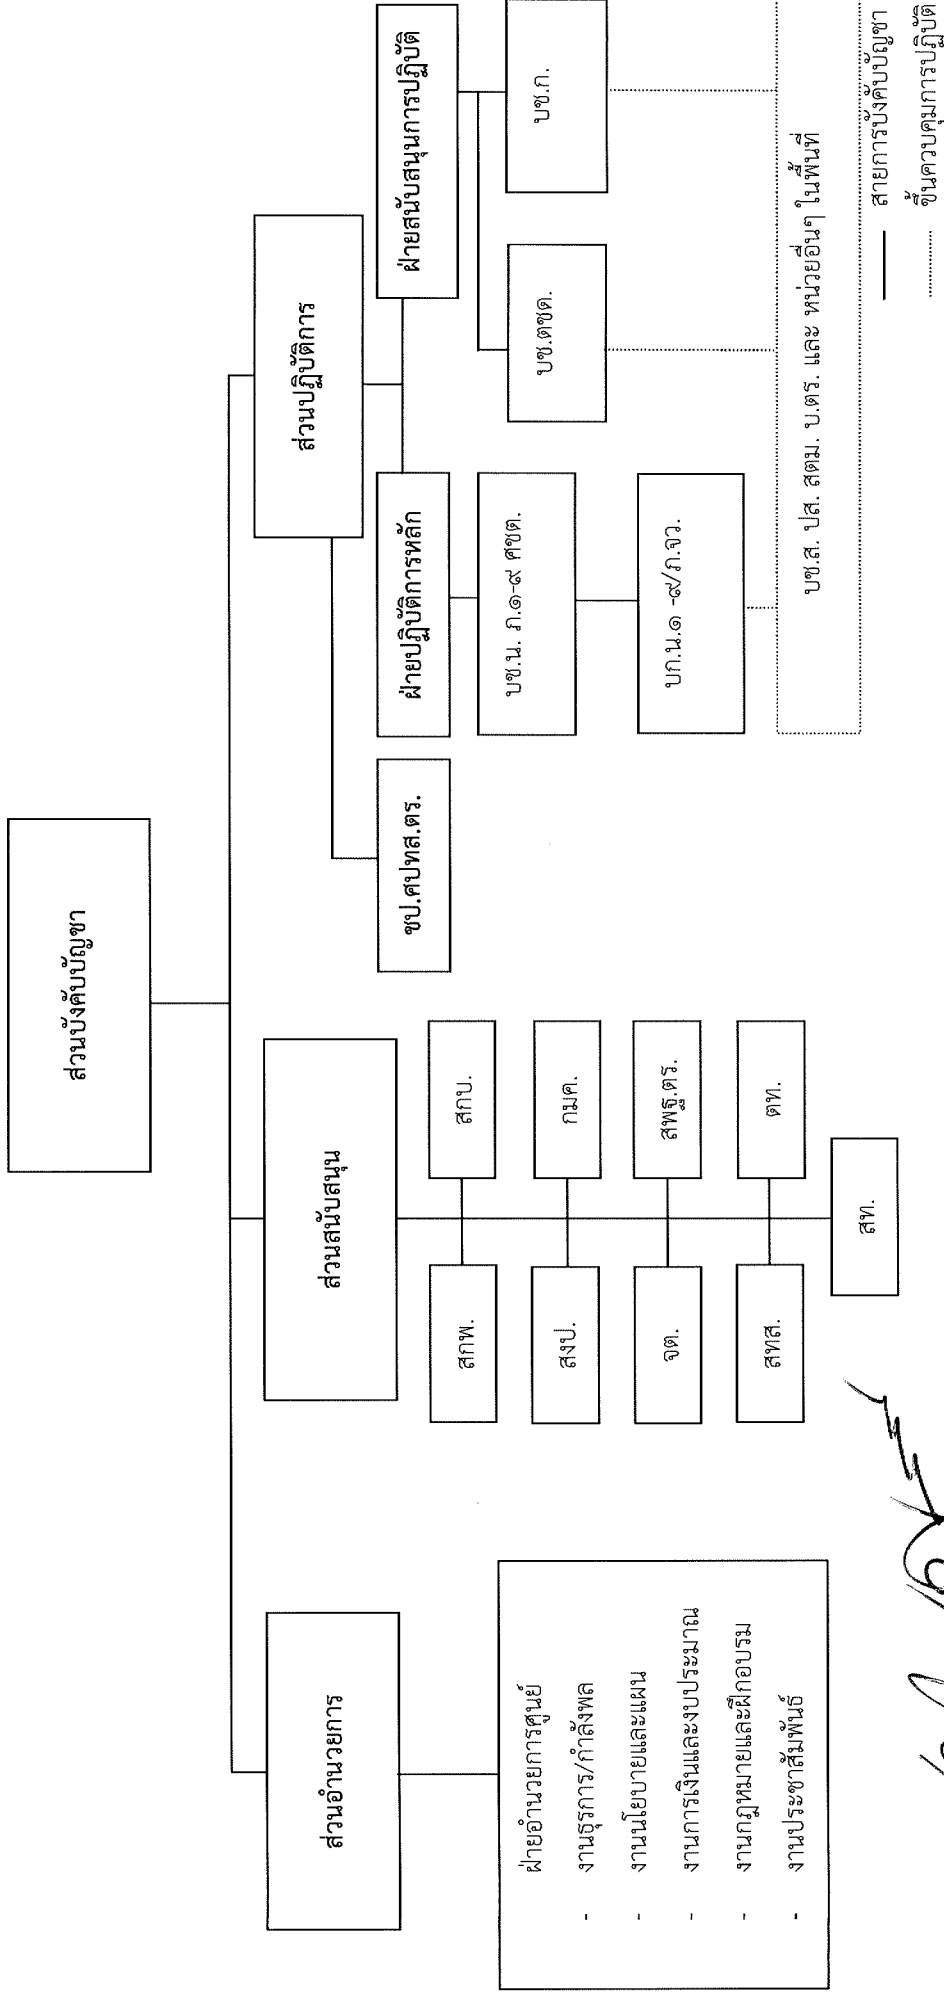 ส่วนบังคับบัญชา
ส่วนอำนวยการ
ส่วนสนับสนุน
ส่วนปฏิบัติการ
ฝ่ายอำนวยการศูนย์
- งานธุรการ/กำลังพล
- งานนโยบายและแผน
- งานการเงินและงบประมาณ
- งานกฎหมายและฝึกอบรม
- งานประชาสัมพันธ์
สกพ.
สกบ.
สงป.
กมค.
จต.
สพฐ.ตร.
สทส.
ตท.
สท.
ชป.ศปทส.ตร.
ฝ่ายปฏิบัติการหลัก
ฝ่ายสนับสนุนการปฏิบัติ
บช.น. ภ.๑-๙ ศชต.
บช.ตชด.
บช.ก.
บก.น.๑ -๙/ภ.จว.
บช.ส. ปส. สตม. บ.ตร. และ หน่วยอื่นๆ ในพื้นที่
สายการบังคับบัญชา
ขึ้นควบคุมการปฏิบัติ